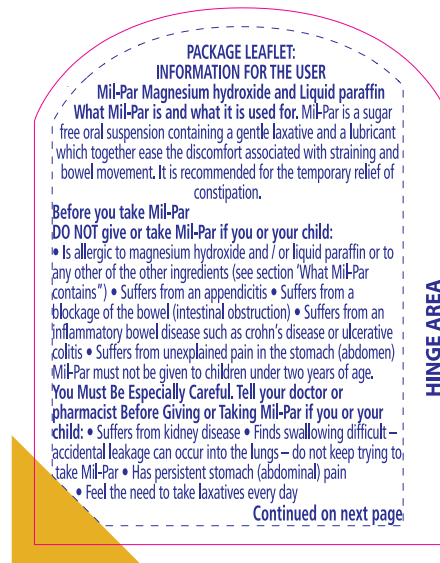 PACKAGE LEAFLET:
INFORMATION FOR THE USER
Mil-Par Magnesium hydroxide and Liquid paraffin
What Mil-Par is and what it is used for. Mil-Par is a sugar
free oral suspension containing a gentle laxative and a lubricant
which together ease the discomfort associated with straining and
bowel movement. It is recommended for the temporary relief of
constipation.
Before you take Mil-Par
DO NOT give or take Mil-Par if you or your child:
• Is allergic to magnesium hydroxide and / or liquid paraffin or to
any other of the other ingredients (see section ‘What Mil-Par
contains”) • Suffers from an appendicitis • Suffers from a
blockage of the bowel (intestinal obstruction) • Suffers from an
inflammatory bowel disease such as crohn’s disease or ulcerative
colitis • Suffers from unexplained pain in the stomach (abdomen)
Mil-Par must not be given to children under two years of age.
You Must Be Especially Careful. Tell your doctor or
pharmacist Before Giving or Taking Mil-Par if you or your
child: • Suffers from kidney disease • Finds swallowing difficult –
accidental leakage can occur into the lungs – do not keep trying to
take Mil-Par • Has persistent stomach (abdominal) pain
• Feel the need to take laxatives every day
Continued on next page
HINGE AREA